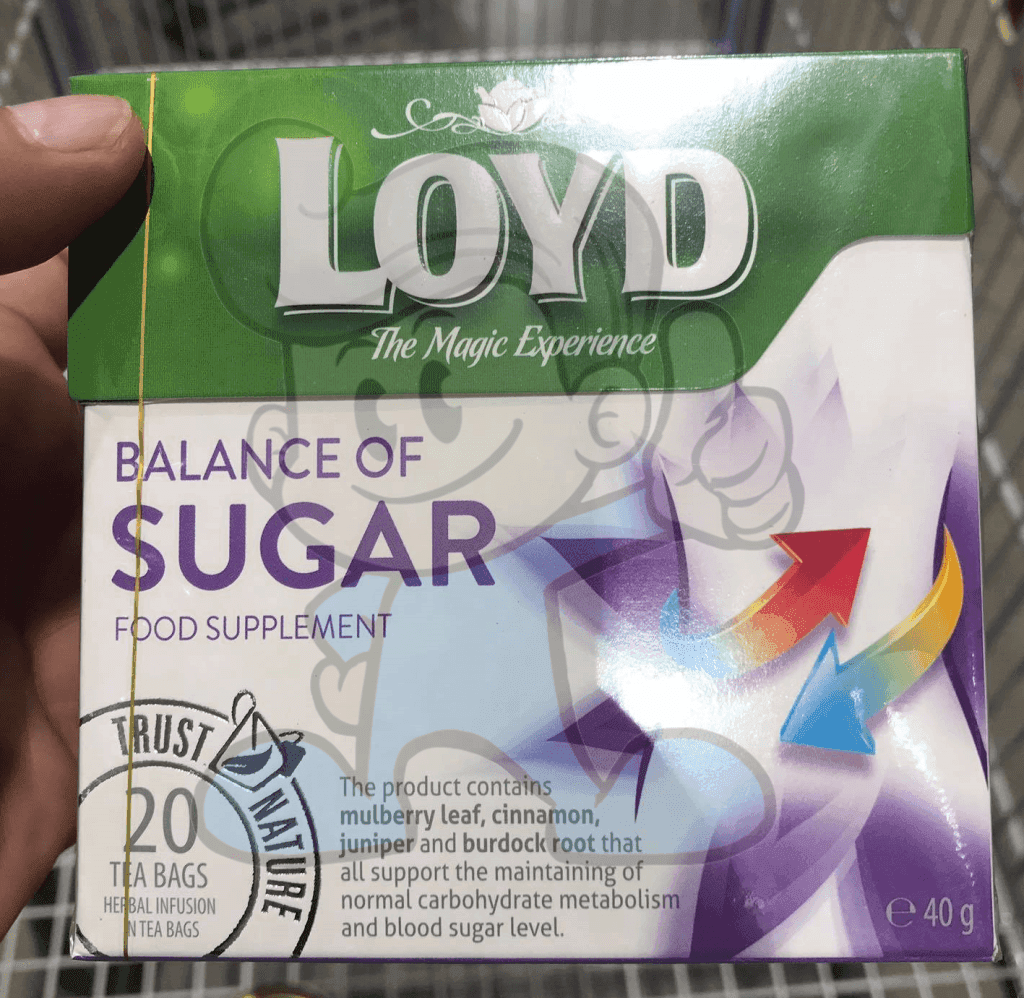 LOYD
The Magic Experience
BALANCE OF
SUGAR
FOOD SUPPLEMENT
TRUST NATURE
20
TEA BAGS
HERBAL INFUSION
IN TEA BAGS
The product contains
mulberry leaf, cinnamon,
juniper and burdock root that
all support the maintaining of
normal carbohydrate metabolism
and blood sugar level.
℮ 40 g